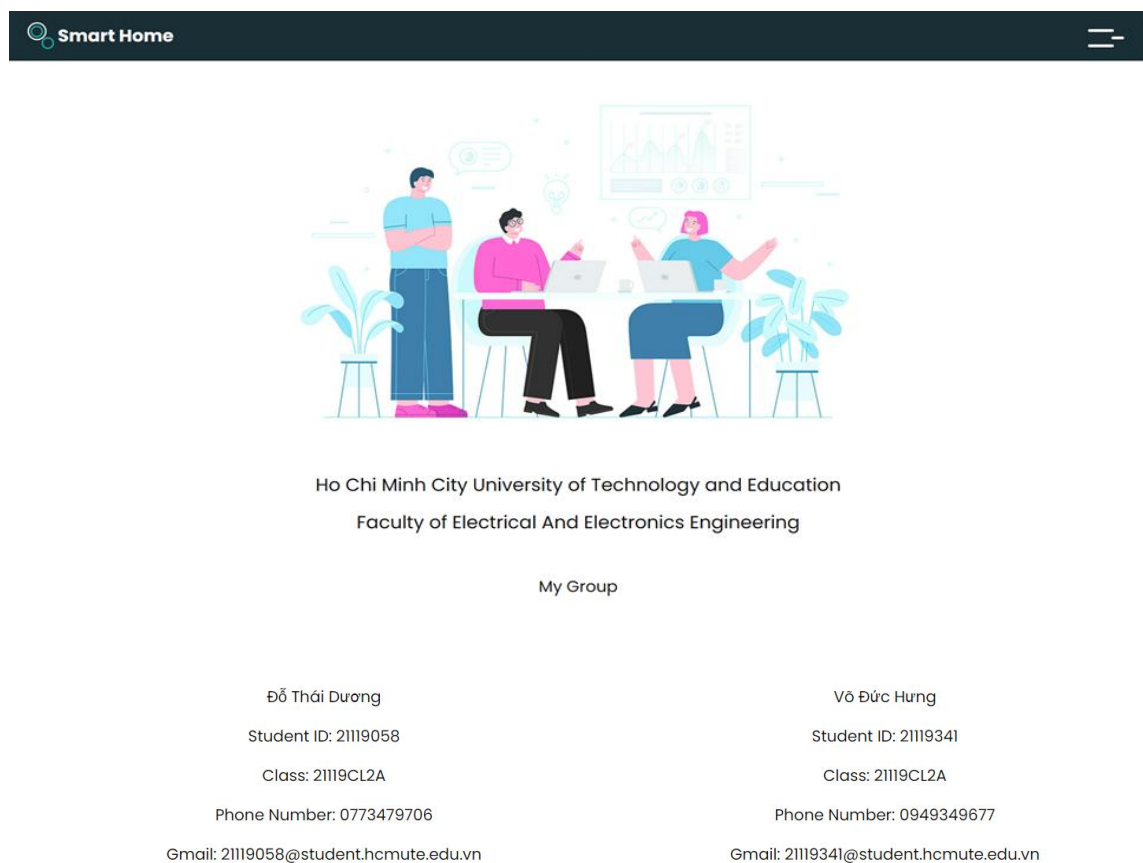 Smart Home
Ho Chi Minh City University of Technology and Education
Faculty of Electrical And Electronics Engineering
My Group
Đỗ Thái Dương
Student ID: 21119058
Class: 21119CL2A
Phone Number: 0773479706
Gmail: 21119058@student.hcmute.edu.vn
Võ Đức Hưng
Student ID: 21119341
Class: 21119CL2A
Phone Number: 0949349677
Gmail: 21119341@student.hcmute.edu.vn